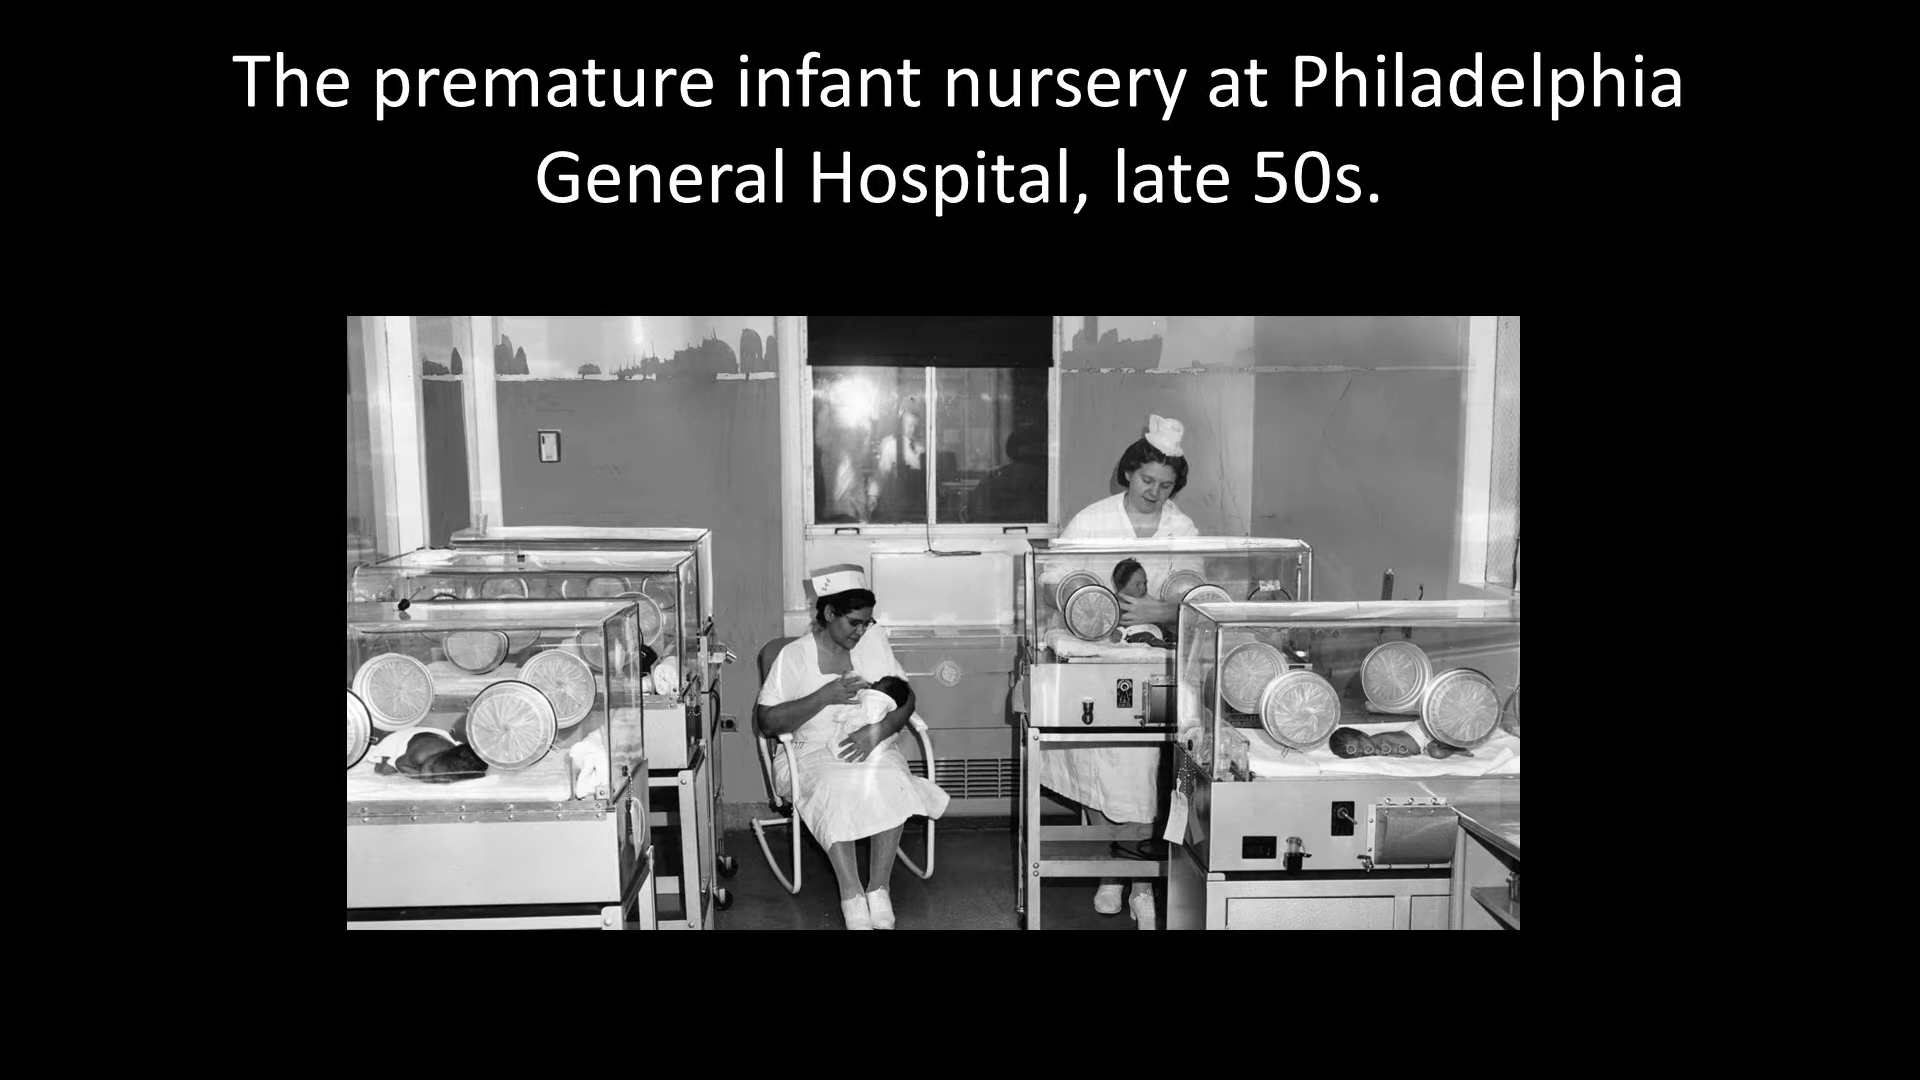 The premature infant nursery at Philadelphia
General Hospital, late 50s.